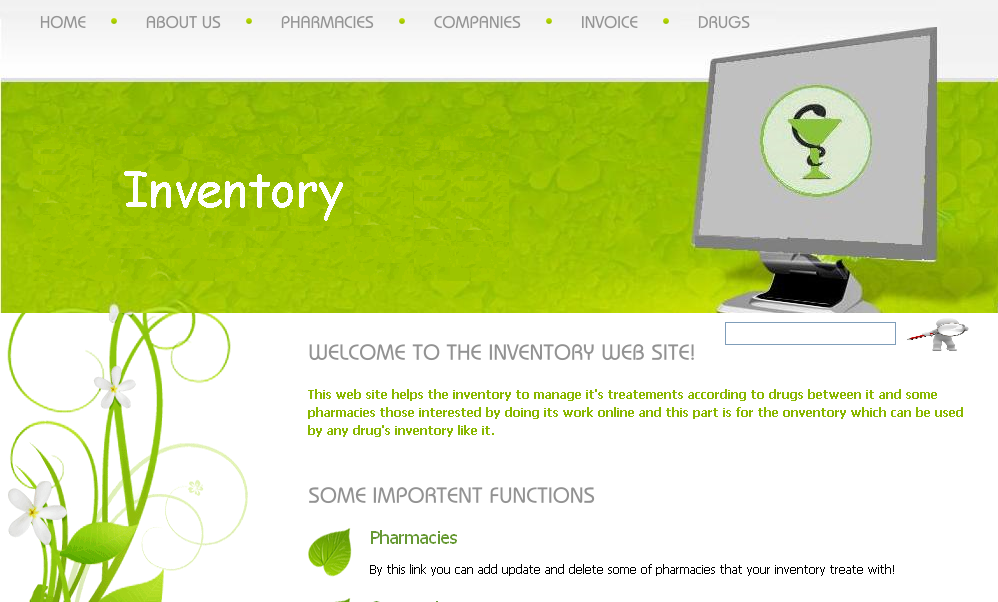 HOME ABOUT US PHARMACIES COMPANIES INVOICE DRUGS
Inventory
WELCOME TO THE INVENTORY WEB SITE!
This web site helps the inventory to manage it's treatements according to drugs between it and some
pharmacies those interested by doing its work online and this part is for the onventory which can be used
by any drug's inventory like it.
SOME IMPORTENT FUNCTIONS
Pharmacies
By this link you can add update and delete some of pharmacies that your inventory treate with!